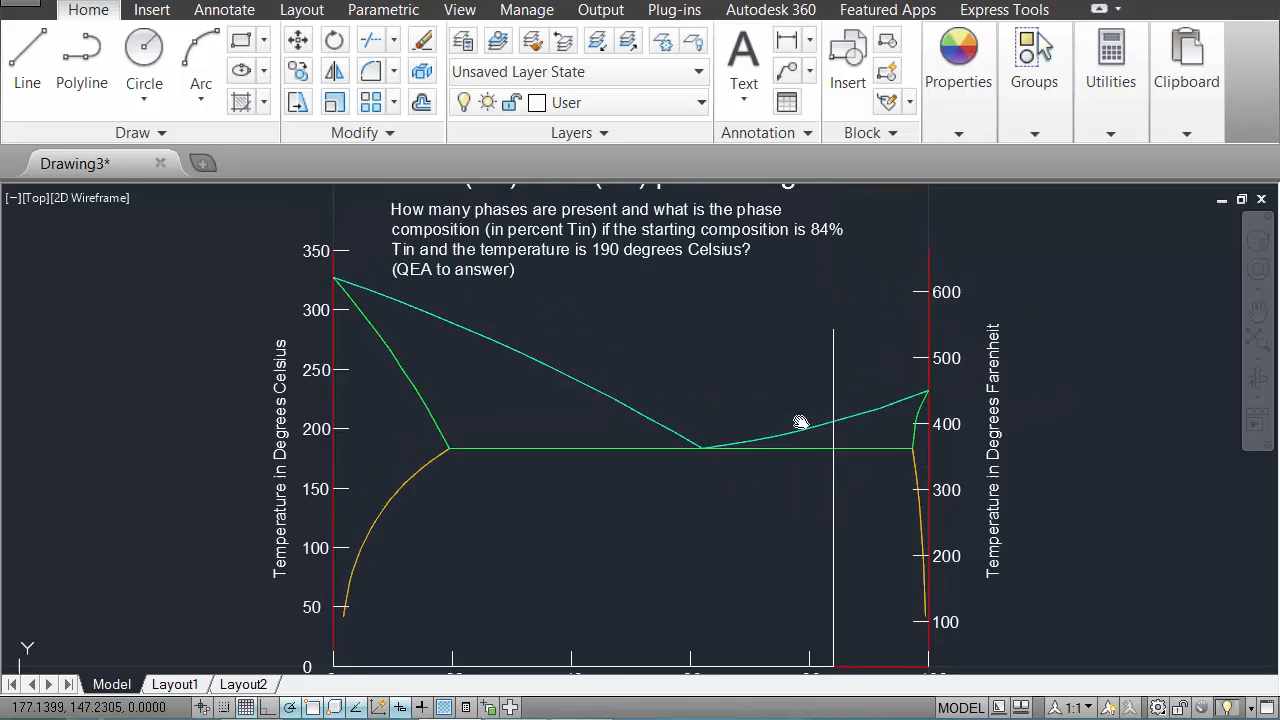 Home Insert Annotate Layout Parametric View Manage Output Plug-ins Autodesk 360 Featured Apps Express Tools
Line Polyline Circle Arc
Unsaved Layer State
User
Text
Insert
Properties Groups Utilities Clipboard
Draw Modify Layers Annotation Block
Drawing3*
[−][Top][2D Wireframe]
How many phases are present and what is the phase
composition (in percent Tin) if the starting composition is 84%
Tin and the temperature is 190 degrees Celsius?
(QEA to answer)
350
300
250
200
150
100
50
0
Temperature in Degrees Celsius
600
500
400
300
200
100
Temperature in Degrees Farenheit
Y
Model Layout1 Layout2
177.1399, 147.2305, 0.0000
MODEL
1:1